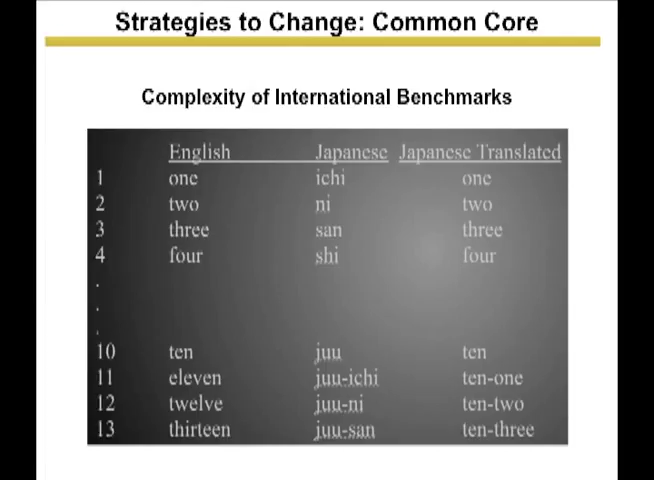 Strategies to Change: Common Core
Complexity of International Benchmarks
English Japanese Japanese Translated
1 one ichi one
2 two ni two
3 three san three
4 four shi four
.
.
.
10 ten juu ten
11 eleven juu-ichi ten-one
12 twelve juu-ni ten-two
13 thirteen juu-san ten-three